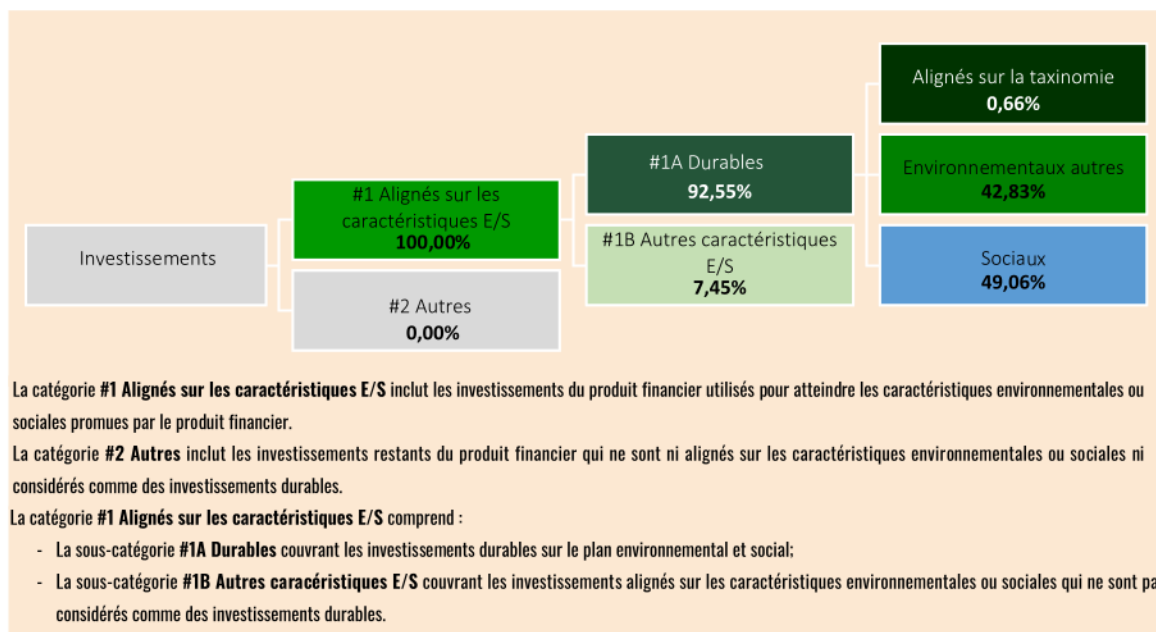 Alignés sur la taxinomie
0,66%
#1A Durables
92,55%
Environnementaux autres
42,83%
#1 Alignés sur les
caractéristiques E/S
100,00%
#1B Autres caractéristiques
E/S
7,45%
Investissements
Sociaux
49,06%
#2 Autres
0,00%
La catégorie #1 Alignés sur les caractéristiques E/S inclut les investissements du produit financier utilisés pour atteindre les caractéristiques environnementales ou
sociales promues par le produit financier.
La catégorie #2 Autres inclut les investissements restants du produit financier qui ne sont ni alignés sur les caractéristiques environnementales ou sociales ni
considérés comme des investissements durables.
La catégorie #1 Alignés sur les caractéristiques E/S comprend :
- La sous-catégorie #1A Durables couvrant les investissements durables sur le plan environnemental et social;
- La sous-catégorie #1B Autres caracéristiques E/S couvrant les investissements alignés sur les caractéristiques environnementales ou sociales qui ne sont pa
considérés comme des investissements durables.